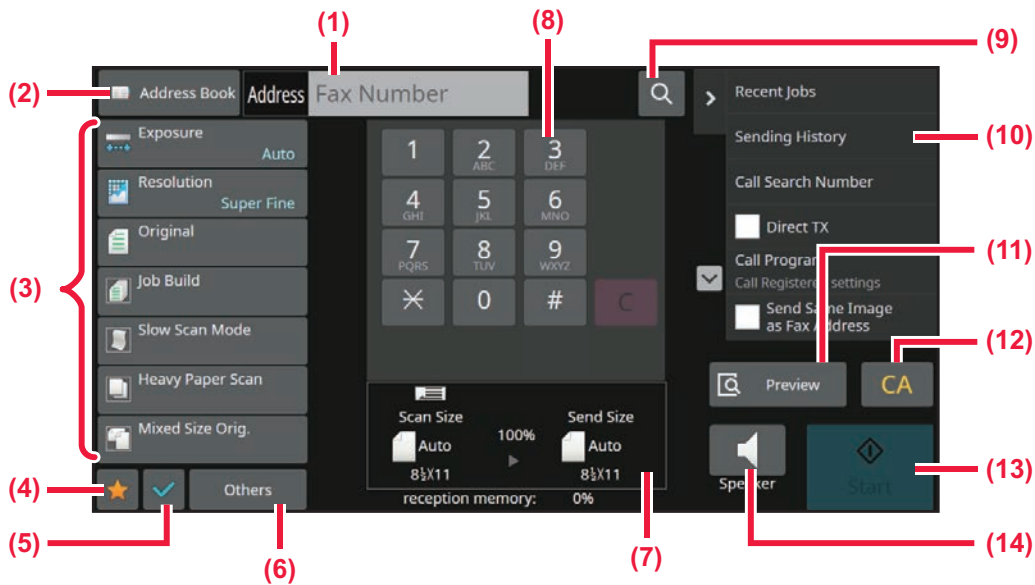 (1)
(8)
(9)
(2)
Address Book
Address
Fax Number
Recent Jobs
(3)
Exposure
Auto
Resolution
Super Fine
Original
Job Build
Slow Scan Mode
Heavy Paper Scan
Mixed Size Orig.
1
2
ABC
3
DEF
4
GHI
5
JKL
6
MNO
7
PQRS
8
TUV
9
WXYZ
0
#
C
Sending History
(10)
Call Search Number
Direct TX
(11)
Call Program
Call Registered settings
Send Same Image
as Fax Address
(12)
Preview
CA
Scan Size
Send Size
Auto
100%
Auto
8½X11
8½X11
reception memory: 0%
Speaker
Start
(13)
(4)
Others
(5)
(6)
(7)
(14)